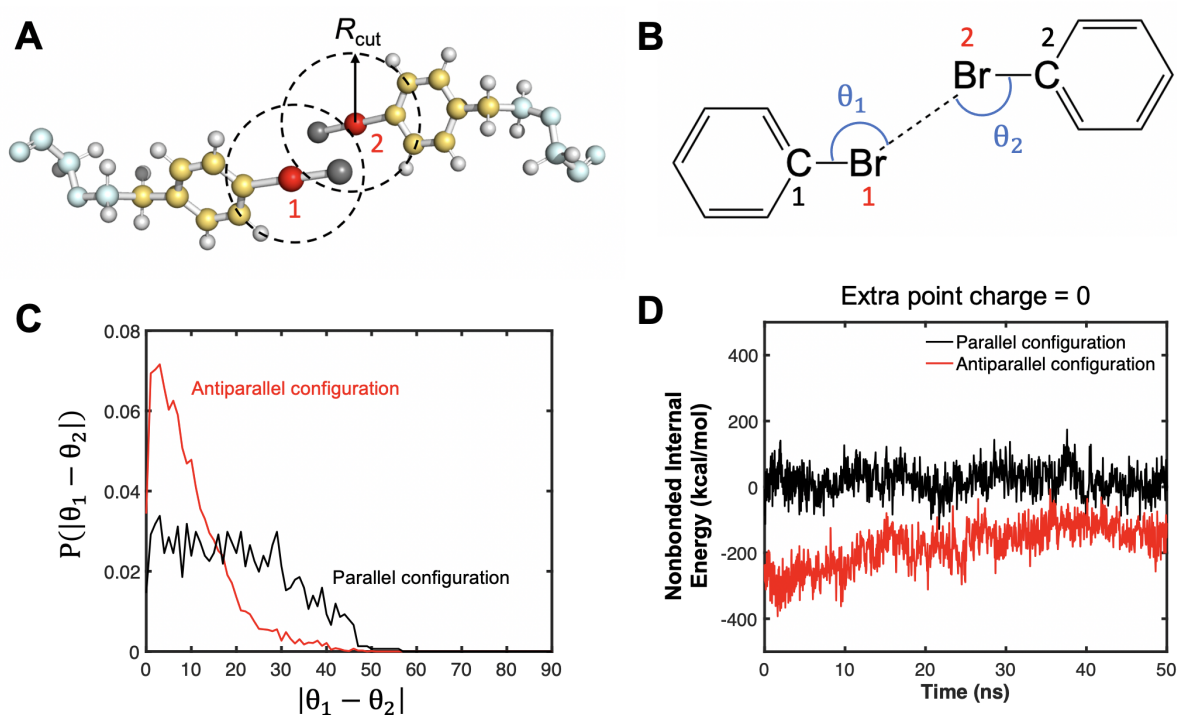 A
R_cut
2
1
B
2 2
Br C
θ₁
θ₂
C Br
1 1
C
0.08
0.06
0.04
0.02
0
P(|θ₁ − θ₂|)
Antiparallel configuration
Parallel configuration
0 10 20 30 40 50 60 70 80 90
|θ₁ − θ₂|
D
Extra point charge = 0
Parallel configuration
Antiparallel configuration
400
200
0
-200
-400
Nonbonded Internal
Energy (kcal/mol)
0 10 20 30 40 50
Time (ns)